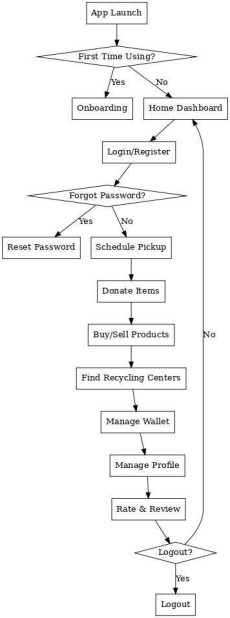 App Launch
First Time Using?
Yes
No
Onboarding
Home Dashboard
Login/Register
Forgot Password?
Yes
No
Reset Password
Schedule Pickup
Donate Items
Buy/Sell Products
No
Find Recycling Centers
Manage Wallet
Manage Profile
Rate & Review
Logout?
Yes
Logout